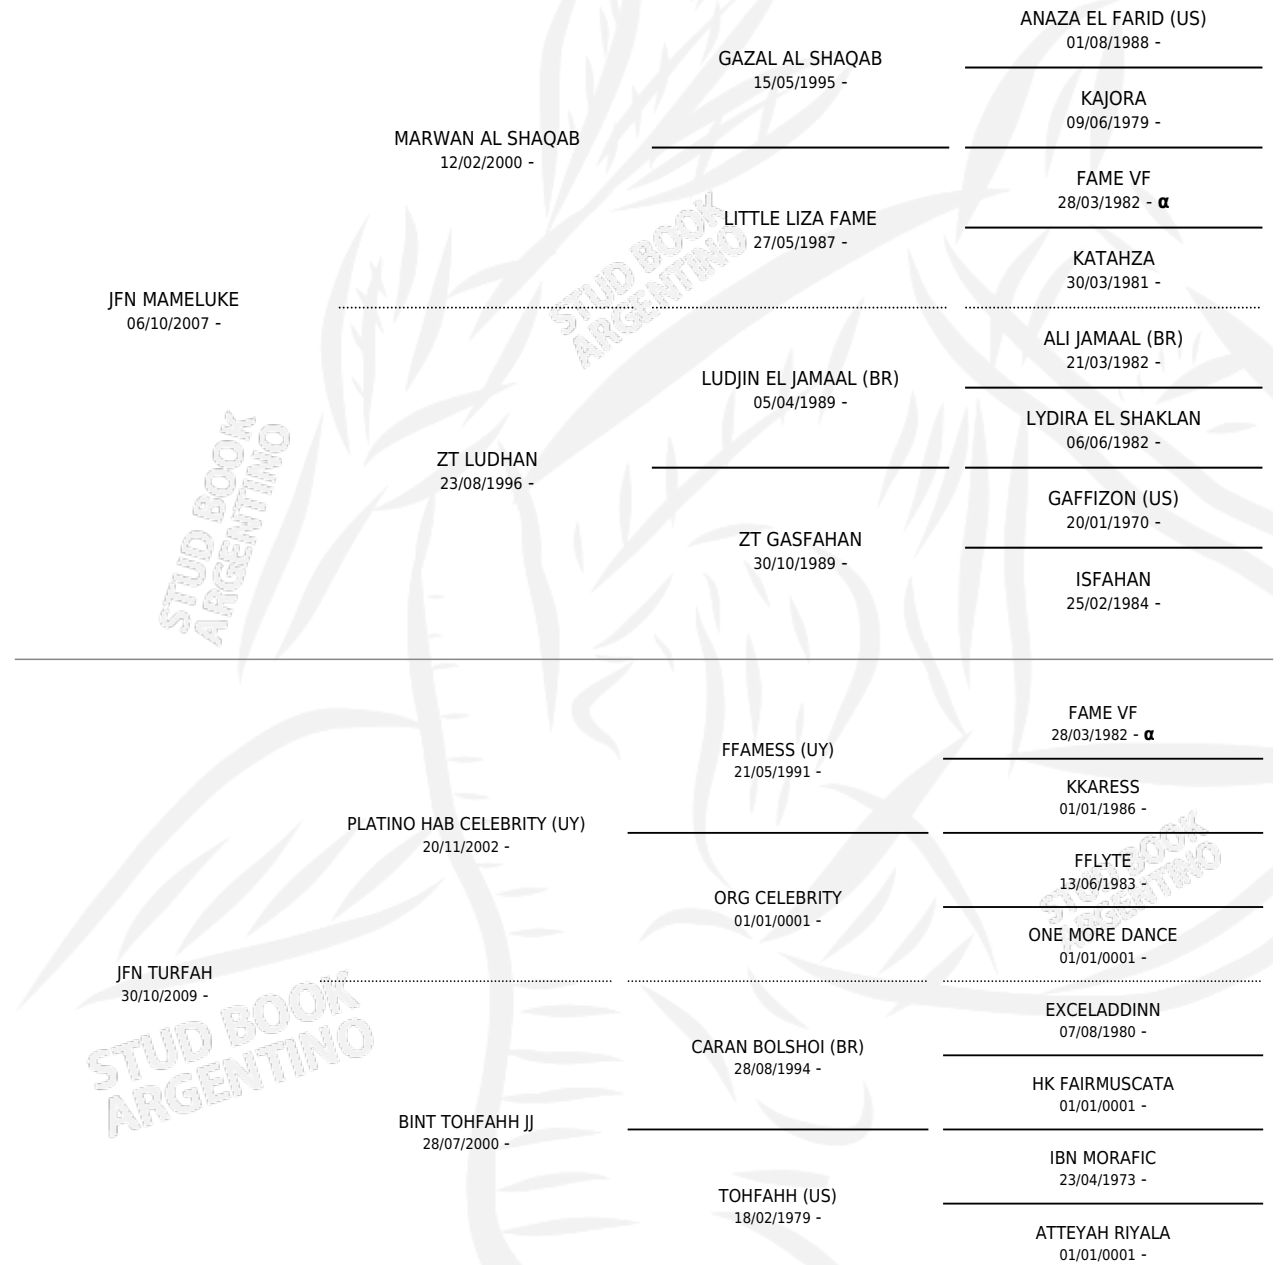 ANAZA EL FARID (US)
01/08/1988 -
GAZAL AL SHAQAB
15/05/1995 -
KAJORA
09/06/1979 -
MARWAN AL SHAQAB
12/02/2000 -
FAME VF
28/03/1982 - α
LITTLE LIZA FAME
27/05/1987 -
KATAHZA
30/03/1981 -
JFN MAMELUKE
06/10/2007 -
ALI JAMAAL (BR)
21/03/1982 -
LUDJIN EL JAMAAL (BR)
05/04/1989 -
LYDIRA EL SHAKLAN
06/06/1982 -
ZT LUDHAN
23/08/1996 -
GAFFIZON (US)
20/01/1970 -
ZT GASFAHAN
30/10/1989 -
ISFAHAN
25/02/1984 -
FAME VF
28/03/1982 - α
FFAMESS (UY)
21/05/1991 -
KKARESS
01/01/1986 -
PLATINO HAB CELEBRITY (UY)
20/11/2002 -
FFLYTE
13/06/1983 -
ORG CELEBRITY
01/01/0001 -
ONE MORE DANCE
01/01/0001 -
JFN TURFAH
30/10/2009 -
EXCELADDINN
07/08/1980 -
CARAN BOLSHOI (BR)
28/08/1994 -
HK FAIRMUSCATA
01/01/0001 -
BINT TOHFAHH JJ
28/07/2000 -
IBN MORAFIC
23/04/1973 -
TOHFAHH (US)
18/02/1979 -
ATTEYAH RIYALA
01/01/0001 -
STUD BOOK
ARGENTINO
STUD BOOK
ARGENTINO
STUD BOOK
ARGENTINO
STUD BOOK
ARGENTINO